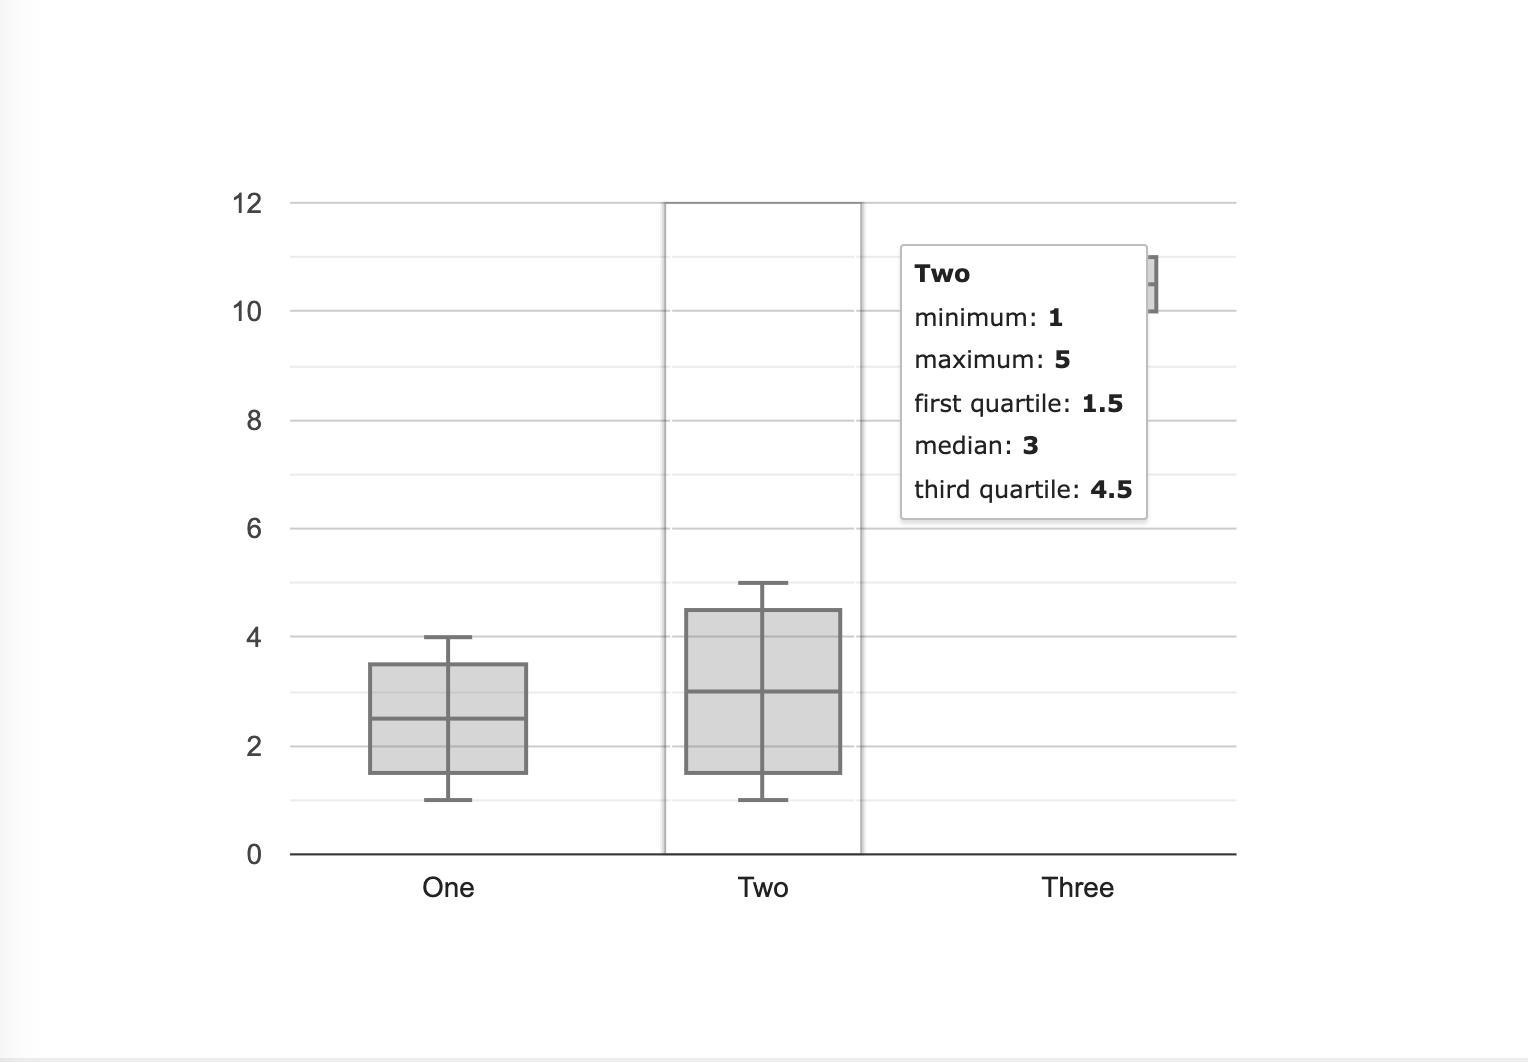 12
10
8
6
4
2
0
Two
minimum: 1
maximum: 5
first quartile: 1.5
median: 3
third quartile: 4.5
One
Two
Three